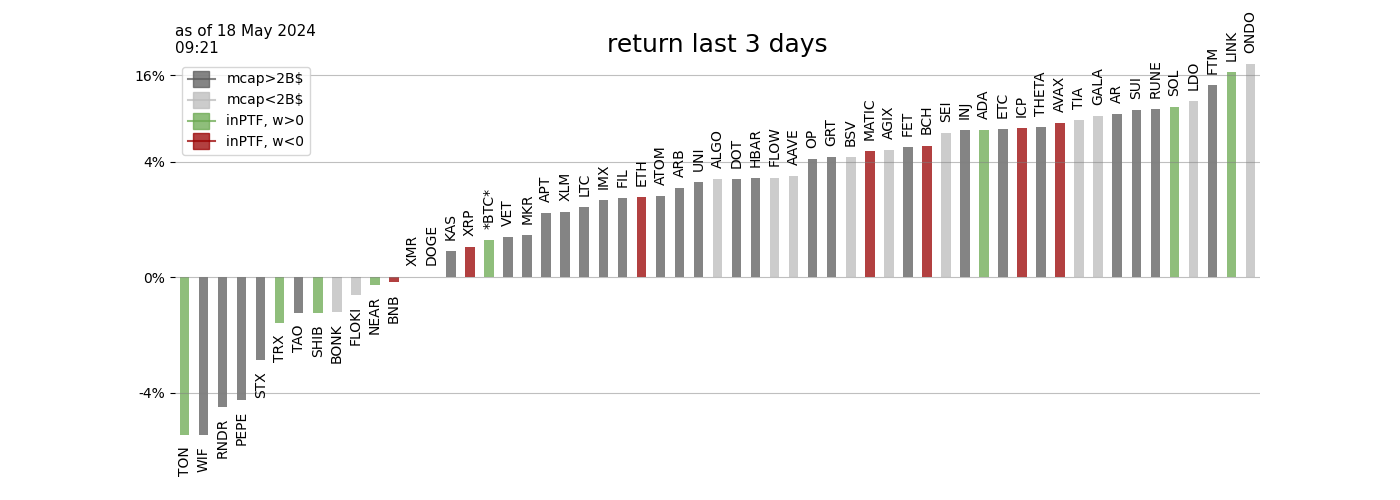 as of 18 May 2024
09:21
return last 3 days
mcap>2B$
mcap<2B$
inPTF, w>0
inPTF, w<0
16%
4%
0%
-4%
TON
WIF
RNDR
PEPE
STX
TRX
TAO
SHIB
BONK
FLOKI
NEAR
BNB
XMR
DOGE
KAS
XRP
*BTC*
VET
MKR
APT
XLM
LTC
IMX
FIL
ETH
ATOM
ARB
UNI
ALGO
DOT
HBAR
FLOW
AAVE
OP
GRT
BSV
MATIC
AGIX
FET
BCH
SEI
INJ
ADA
ETC
ICP
THETA
AVAX
TIA
GALA
AR
SUI
RUNE
SOL
LDO
FTM
LINK
ONDO